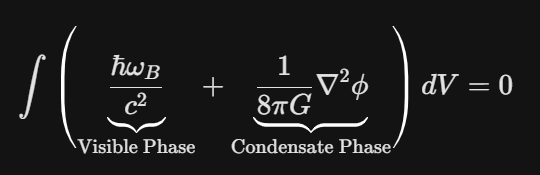 ∫ ( ħω_B / c² + 1 / 8πG ∇²φ ) dV = 0
Visible Phase Condensate Phase